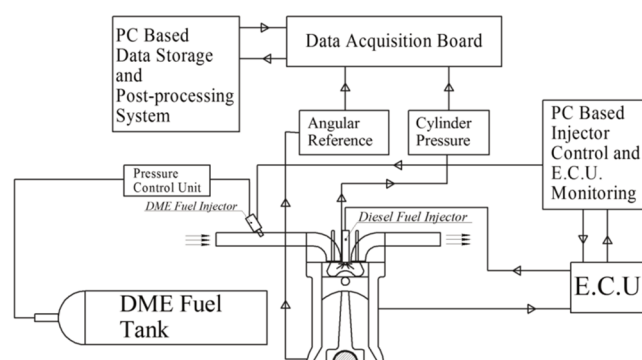 PC Based
Data Storage
and
Post-processing
System
Data Acquisition Board
Angular
Reference
Cylinder
Pressure
PC Based
Injector
Control and
E.C.U.
Monitoring
Pressure
Control Unit
DME Fuel Injector
Diesel Fuel Injector
DME Fuel
Tank
E.C.U